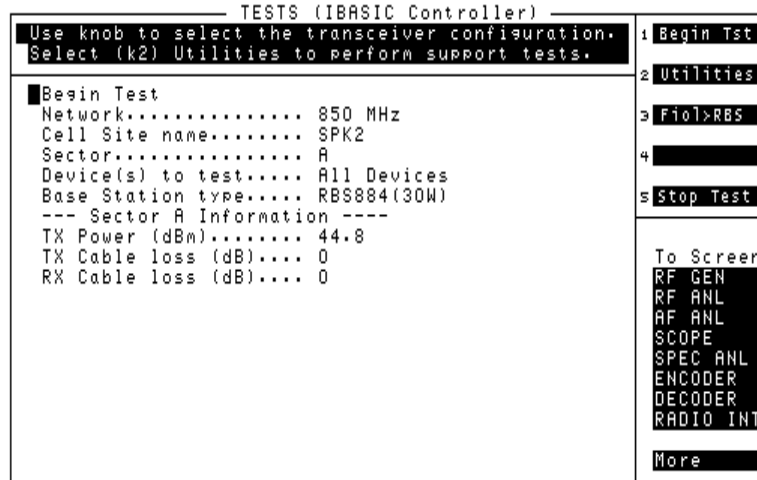 TESTS (IBASIC Controller)
Use knob to select the transceiver configuration.
Select (k2) Utilities to perform support tests.
Begin Test
Network................ 850 MHz
Cell Site name........ SPK2
Sector................. A
Device(s) to test..... All Devices
Base Station type..... RBS884(30W)
--- Sector A Information ----
TX Power (dBm)........ 44.8
TX Cable loss (dB).... 0
RX Cable loss (dB).... 0
1 Begin Tst
2 Utilities
3 Fiol>RBS
4
5 Stop Test
To Screen
RF GEN
RF ANL
AF ANL
SCOPE
SPEC ANL
ENCODER
DECODER
RADIO INT
More